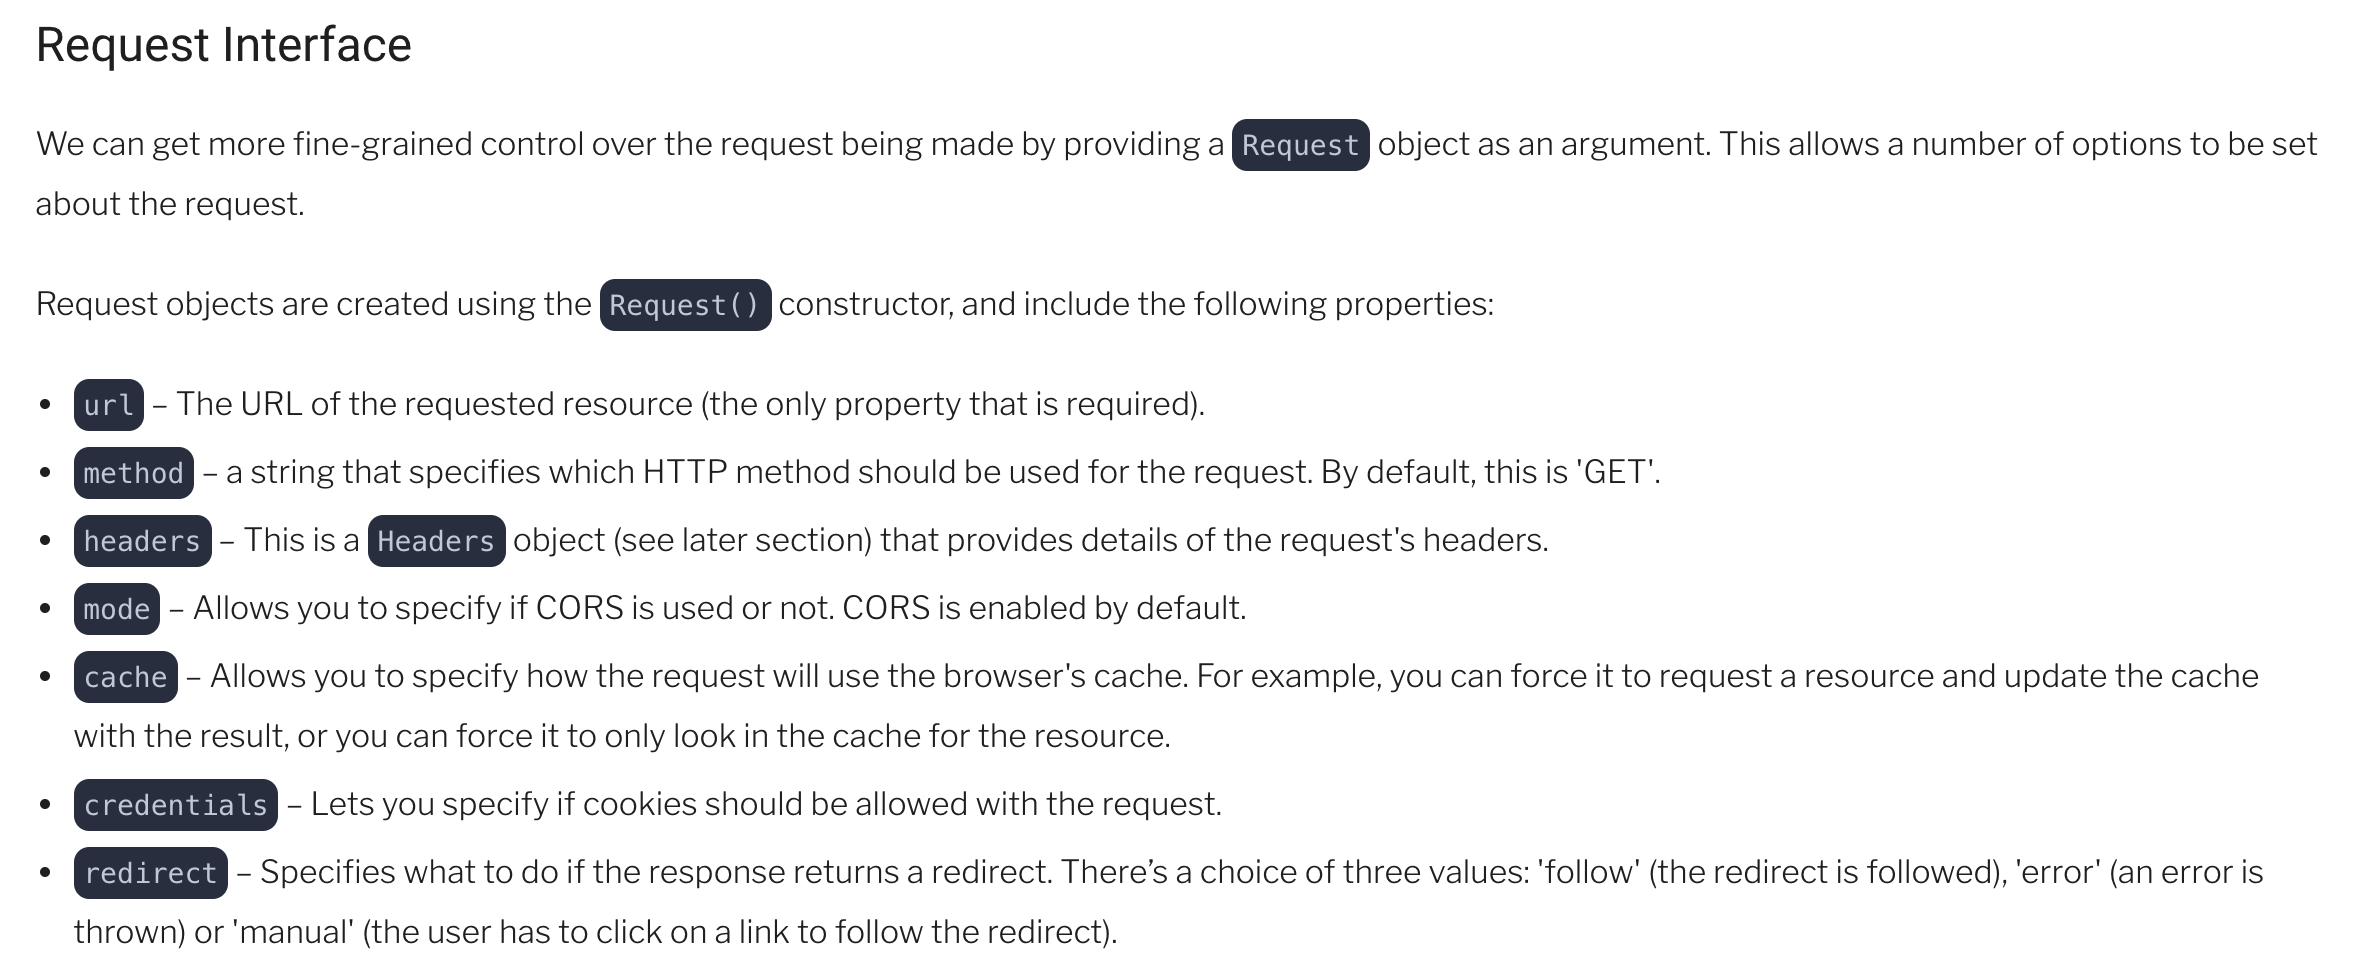 Request Interface
We can get more fine-grained control over the request being made by providing a Request object as an argument. This allows a number of options to be set
about the request.
Request objects are created using the Request() constructor, and include the following properties:
• url – The URL of the requested resource (the only property that is required).
• method – a string that specifies which HTTP method should be used for the request. By default, this is 'GET'.
• headers – This is a Headers object (see later section) that provides details of the request's headers.
• mode – Allows you to specify if CORS is used or not. CORS is enabled by default.
• cache – Allows you to specify how the request will use the browser's cache. For example, you can force it to request a resource and update the cache
with the result, or you can force it to only look in the cache for the resource.
• credentials – Lets you specify if cookies should be allowed with the request.
• redirect – Specifies what to do if the response returns a redirect. There’s a choice of three values: 'follow' (the redirect is followed), 'error' (an error is
thrown) or 'manual' (the user has to click on a link to follow the redirect).